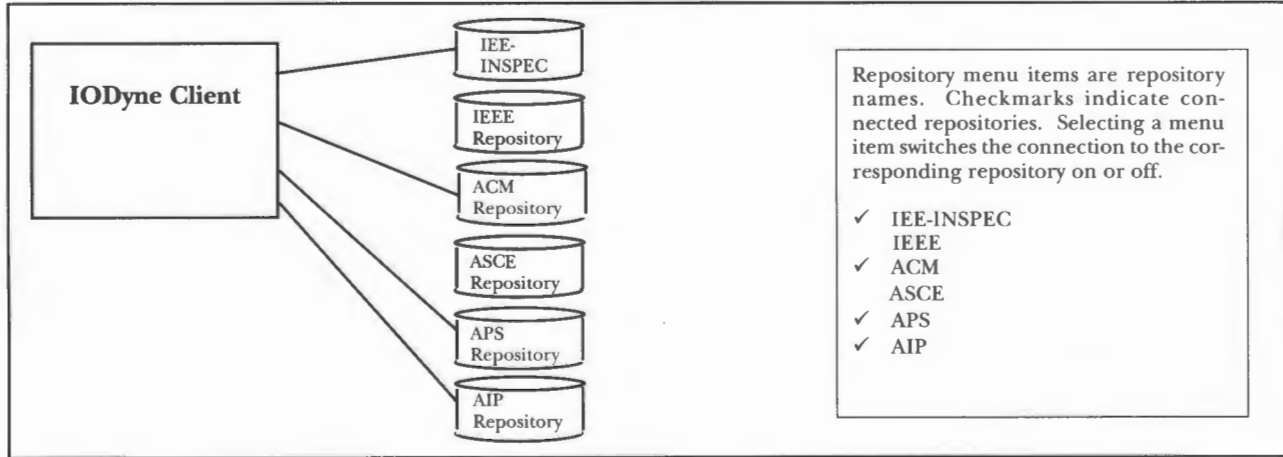 IODyne Client
IEE-
INSPEC
IEEE
Repository
ACM
Repository
ASCE
Repository
APS
Repository
AIP
Repository
Repository menu items are repository
names. Checkmarks indicate con-
nected repositories. Selecting a menu
item switches the connection to the cor-
responding repository on or off.
✓ IEE-INSPEC
IEEE
✓ ACM
ASCE
✓ APS
✓ AIP